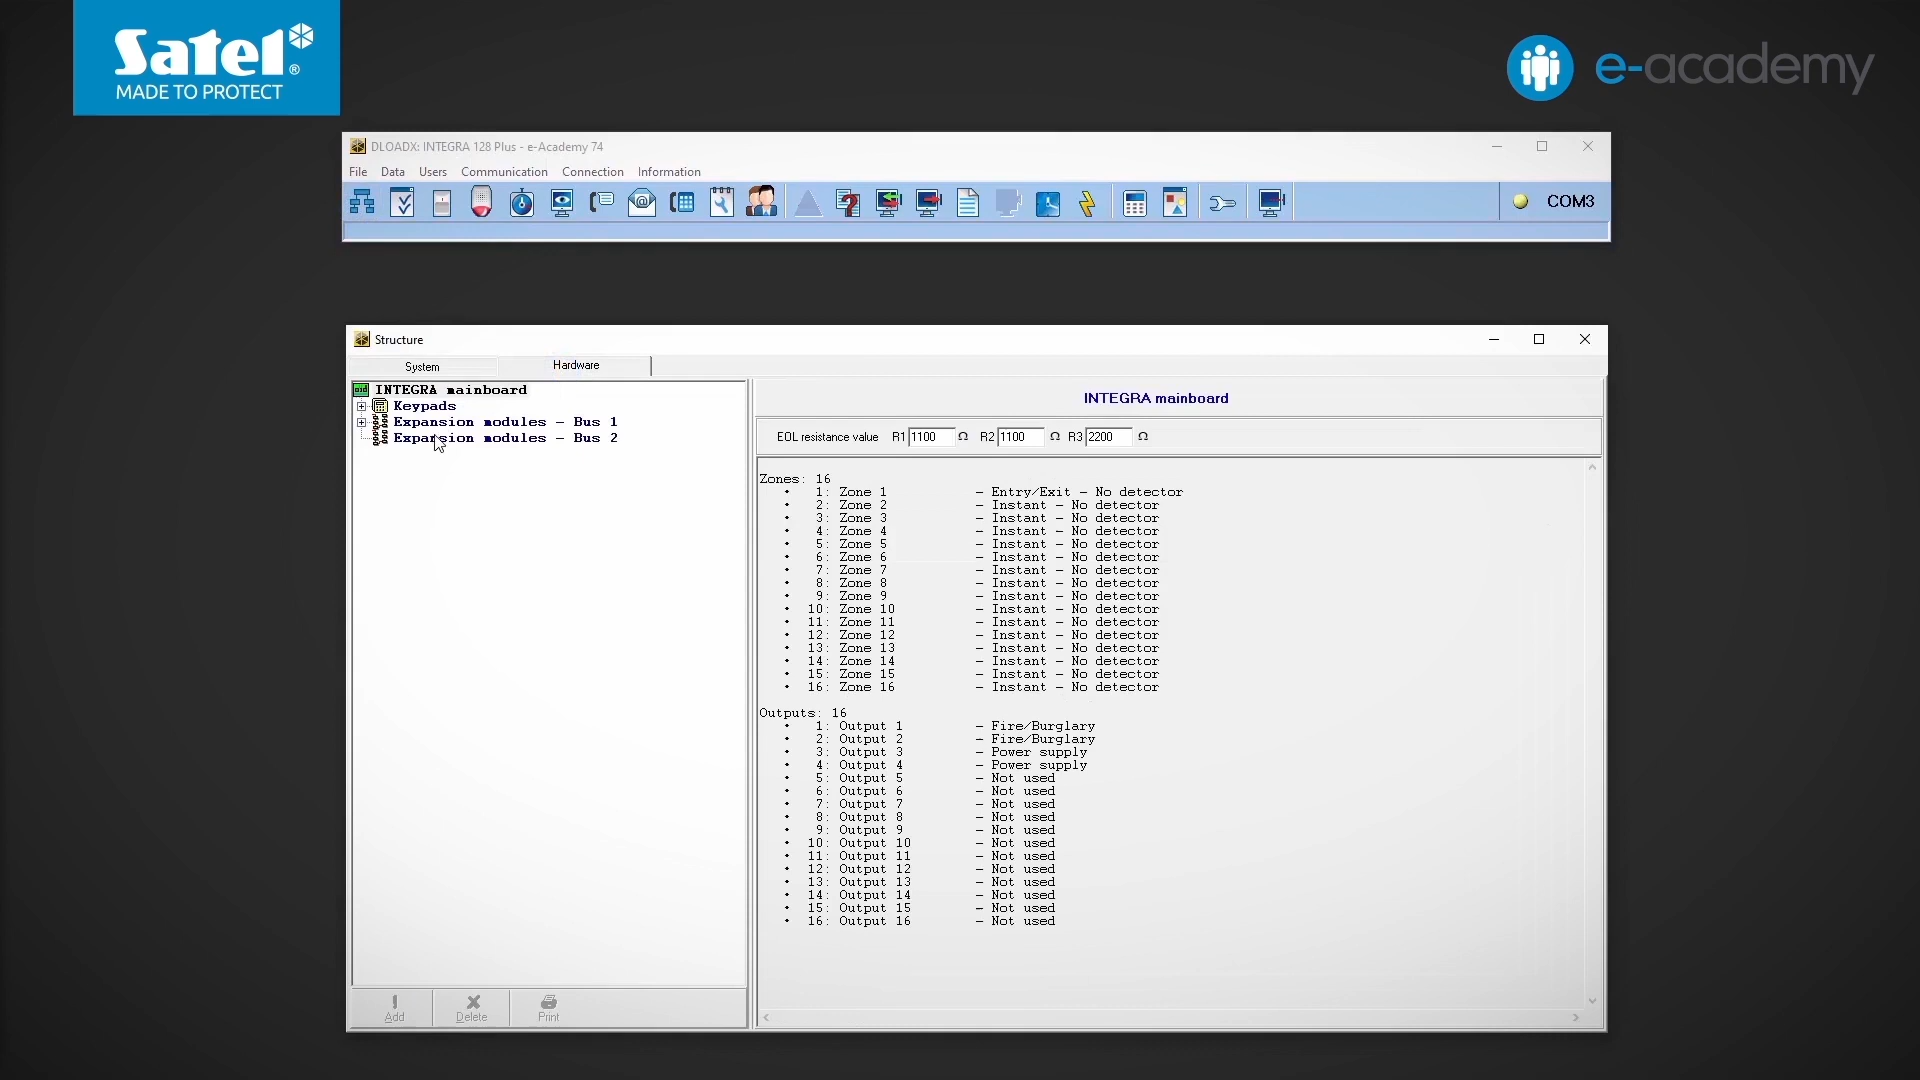 Satel®
MADE TO PROTECT
e-academy
DLOADX: INTEGRA 128 Plus - e-Academy 74
File Data Users Communication Connection Information
COM3
Structure
System Hardware
INTEGRA mainboard
Keypads
Expansion modules - Bus 1
Expansion modules - Bus 2
Add Delete Print
INTEGRA mainboard
EOL resistance value R1 1100 Ω R2 1100 Ω R3 2200 Ω
Zones: 16
• 1: Zone 1 - Entry/Exit - No detector
• 2: Zone 2 - Instant - No detector
• 3: Zone 3 - Instant - No detector
• 4: Zone 4 - Instant - No detector
• 5: Zone 5 - Instant - No detector
• 6: Zone 6 - Instant - No detector
• 7: Zone 7 - Instant - No detector
• 8: Zone 8 - Instant - No detector
• 9: Zone 9 - Instant - No detector
• 10: Zone 10 - Instant - No detector
• 11: Zone 11 - Instant - No detector
• 12: Zone 12 - Instant - No detector
• 13: Zone 13 - Instant - No detector
• 14: Zone 14 - Instant - No detector
• 15: Zone 15 - Instant - No detector
• 16: Zone 16 - Instant - No detector
Outputs: 16
• 1: Output 1 - Fire/Burglary
• 2: Output 2 - Fire/Burglary
• 3: Output 3 - Power supply
• 4: Output 4 - Power supply
• 5: Output 5 - Not used
• 6: Output 6 - Not used
• 7: Output 7 - Not used
• 8: Output 8 - Not used
• 9: Output 9 - Not used
• 10: Output 10 - Not used
• 11: Output 11 - Not used
• 12: Output 12 - Not used
• 13: Output 13 - Not used
• 14: Output 14 - Not used
• 15: Output 15 - Not used
• 16: Output 16 - Not used